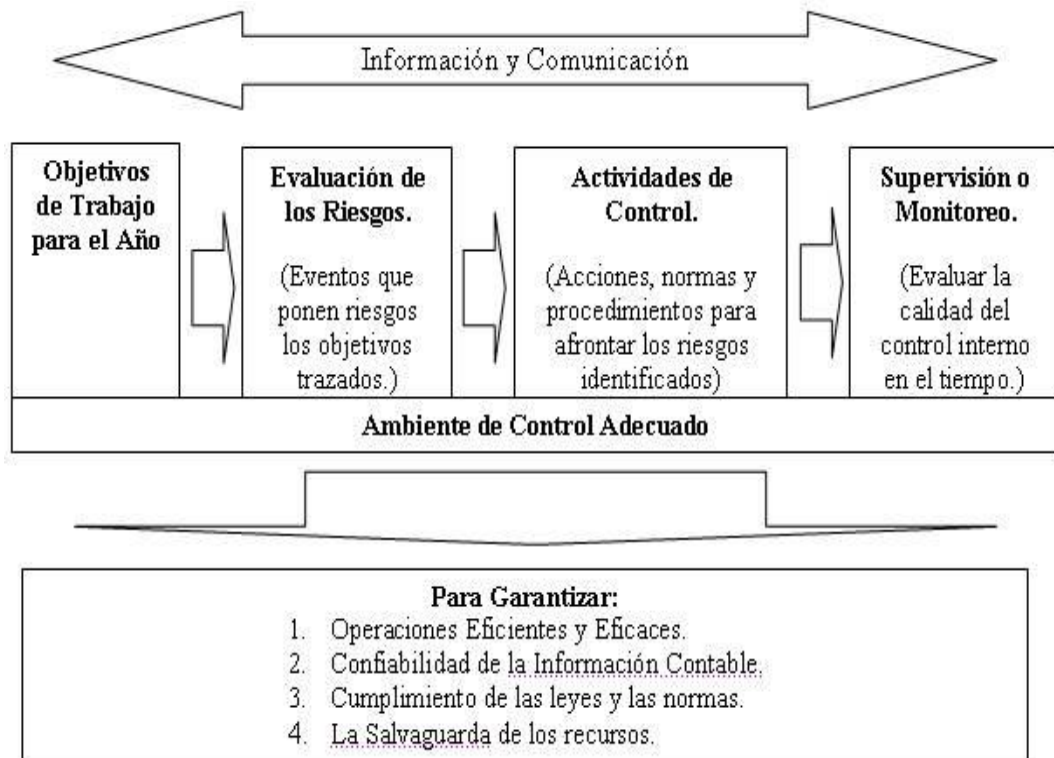 Información y Comunicación
Objetivos
de Trabajo
para el Año
Evaluación de
los Riesgos.
(Eventos que
ponen riesgos
los objetivos
trazados.)
Actividades de
Control.
(Acciones, normas y
procedimientos para
afrontar los riesgos
identificados)
Supervisión o
Monitoreo.
(Evaluar la
calidad del
control interno
en el tiempo.)
Ambiente de Control Adecuado
Para Garantizar:
1. Operaciones Eficientes y Eficaces.
2. Confiabilidad de la Información Contable.
3. Cumplimiento de las leyes y las normas.
4. La Salvaguarda de los recursos.